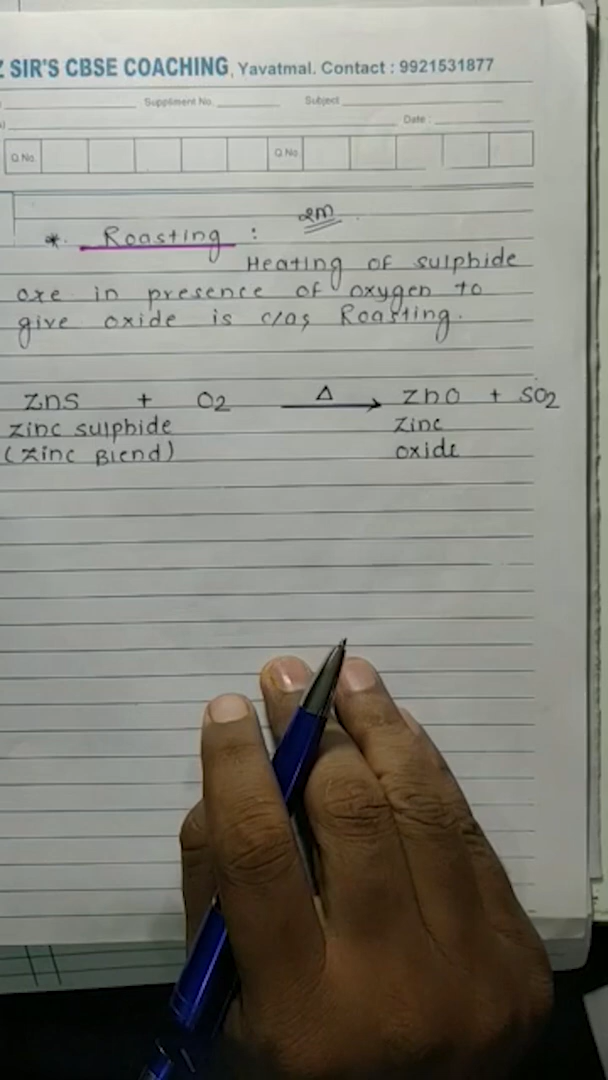 Z SIR'S CBSE COACHING, Yavatmal. Contact : 9921531877
Suppliment No. Subject
Date :
Q.No. Q.No.
2m
* Roasting :
Heating of sulphide
ore in presence of oxygen to
give oxide is c/as Roasting.
ZnS + O2 Δ → ZnO + SO2
zinc sulphide Zinc
(Zinc Blend) oxide